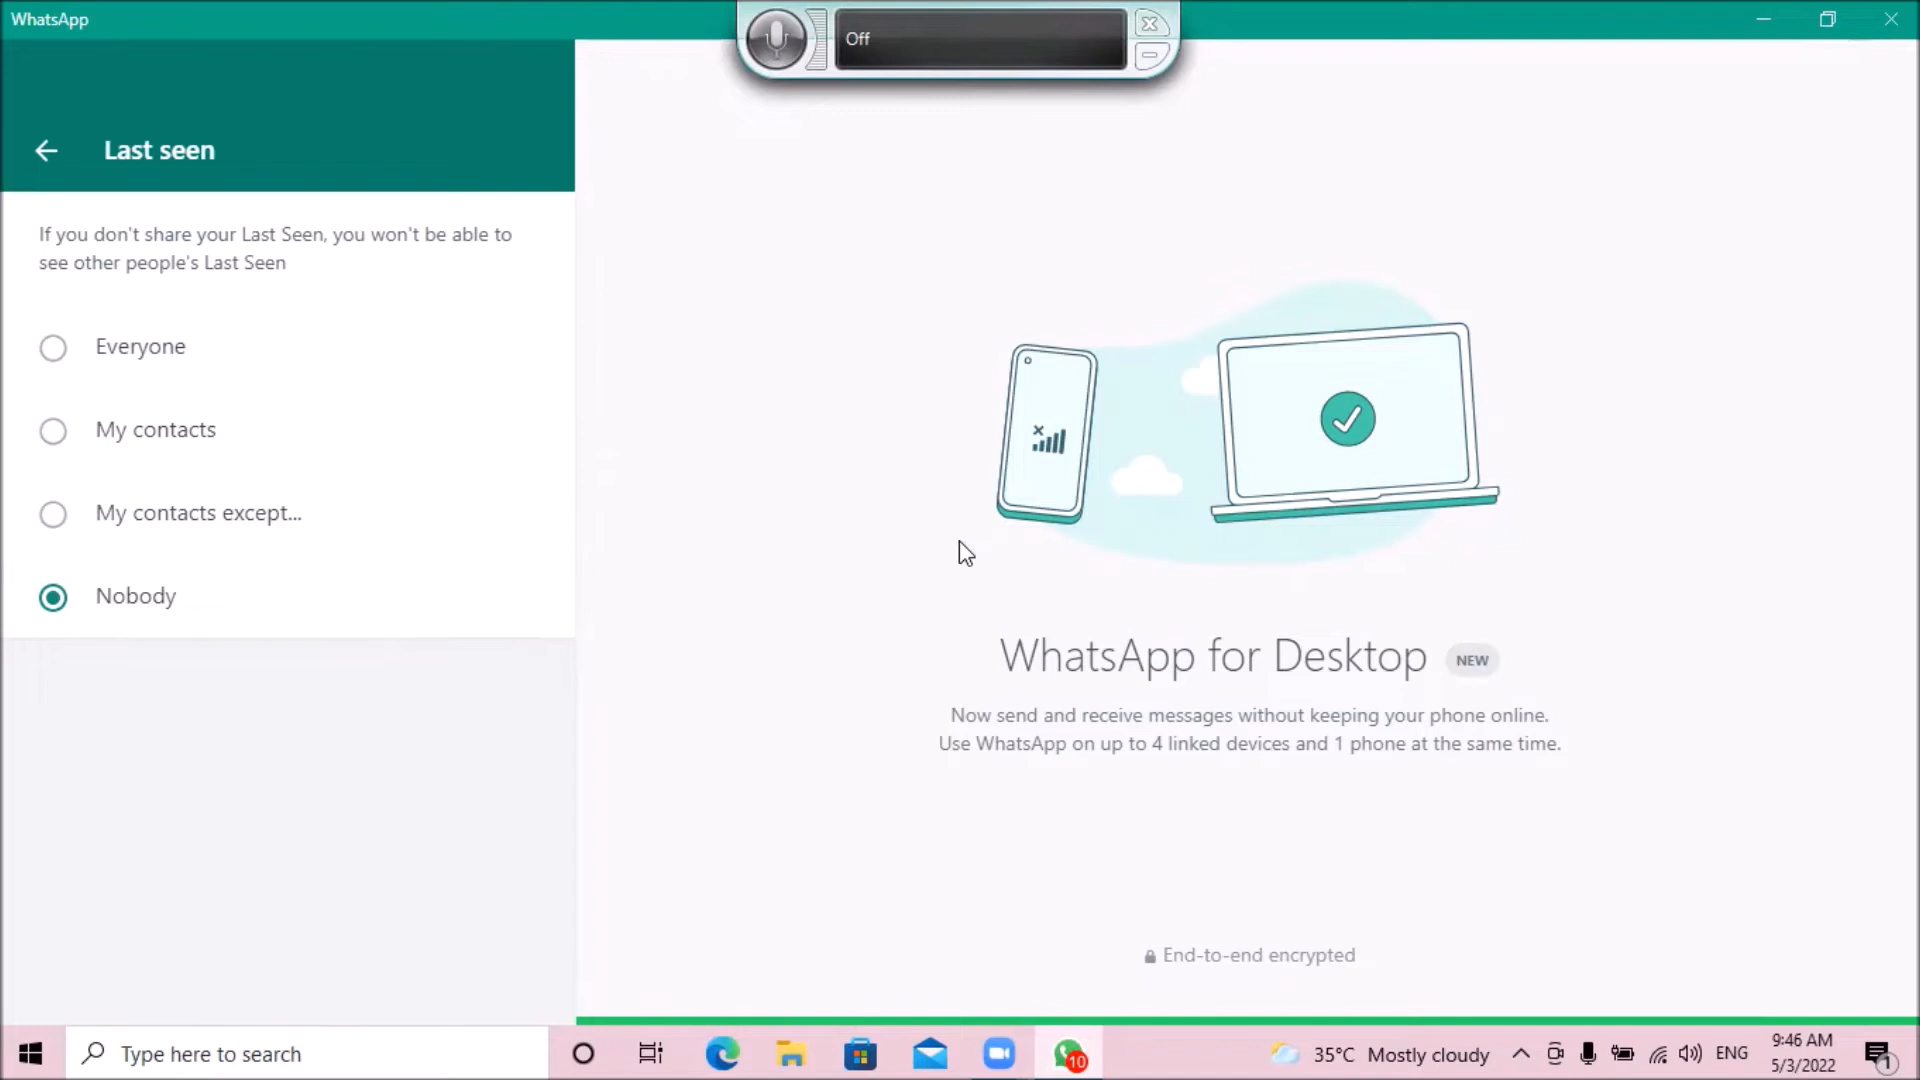 WhatsApp
Off
Last seen
If you don't share your Last Seen, you won't be able to
see other people's Last Seen
Everyone
My contacts
My contacts except...
Nobody
WhatsApp for Desktop NEW
Now send and receive messages without keeping your phone online.
Use WhatsApp on up to 4 linked devices and 1 phone at the same time.
End-to-end encrypted
Type here to search
10
35°C Mostly cloudy
ENG
9:46 AM
5/3/2022
1